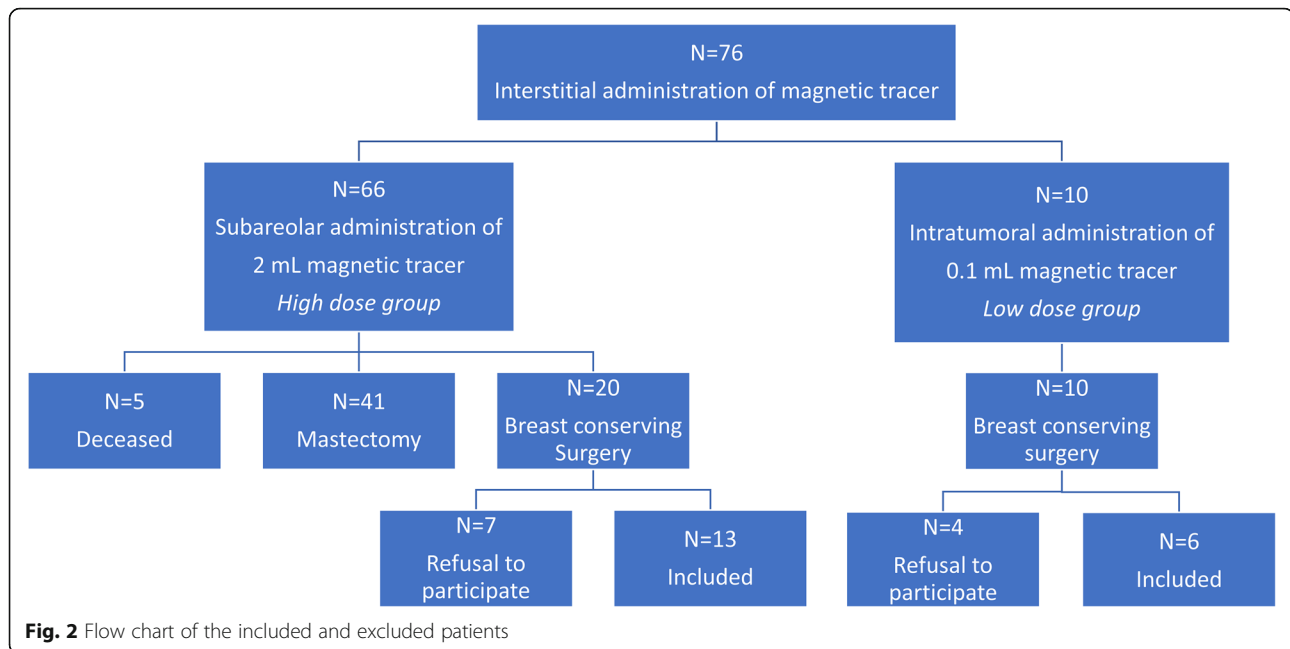 N=76
Interstitial administration of magnetic tracer
N=66
Subareolar administration of
2 mL magnetic tracer
High dose group
N=10
Intratumoral administration of
0.1 mL magnetic tracer
Low dose group
N=5
Deceased
N=41
Mastectomy
N=20
Breast conserving
Surgery
N=10
Breast conserving
surgery
N=7
Refusal to
participate
N=13
Included
N=4
Refusal to
participate
N=6
Included
Fig. 2 Flow chart of the included and excluded patients